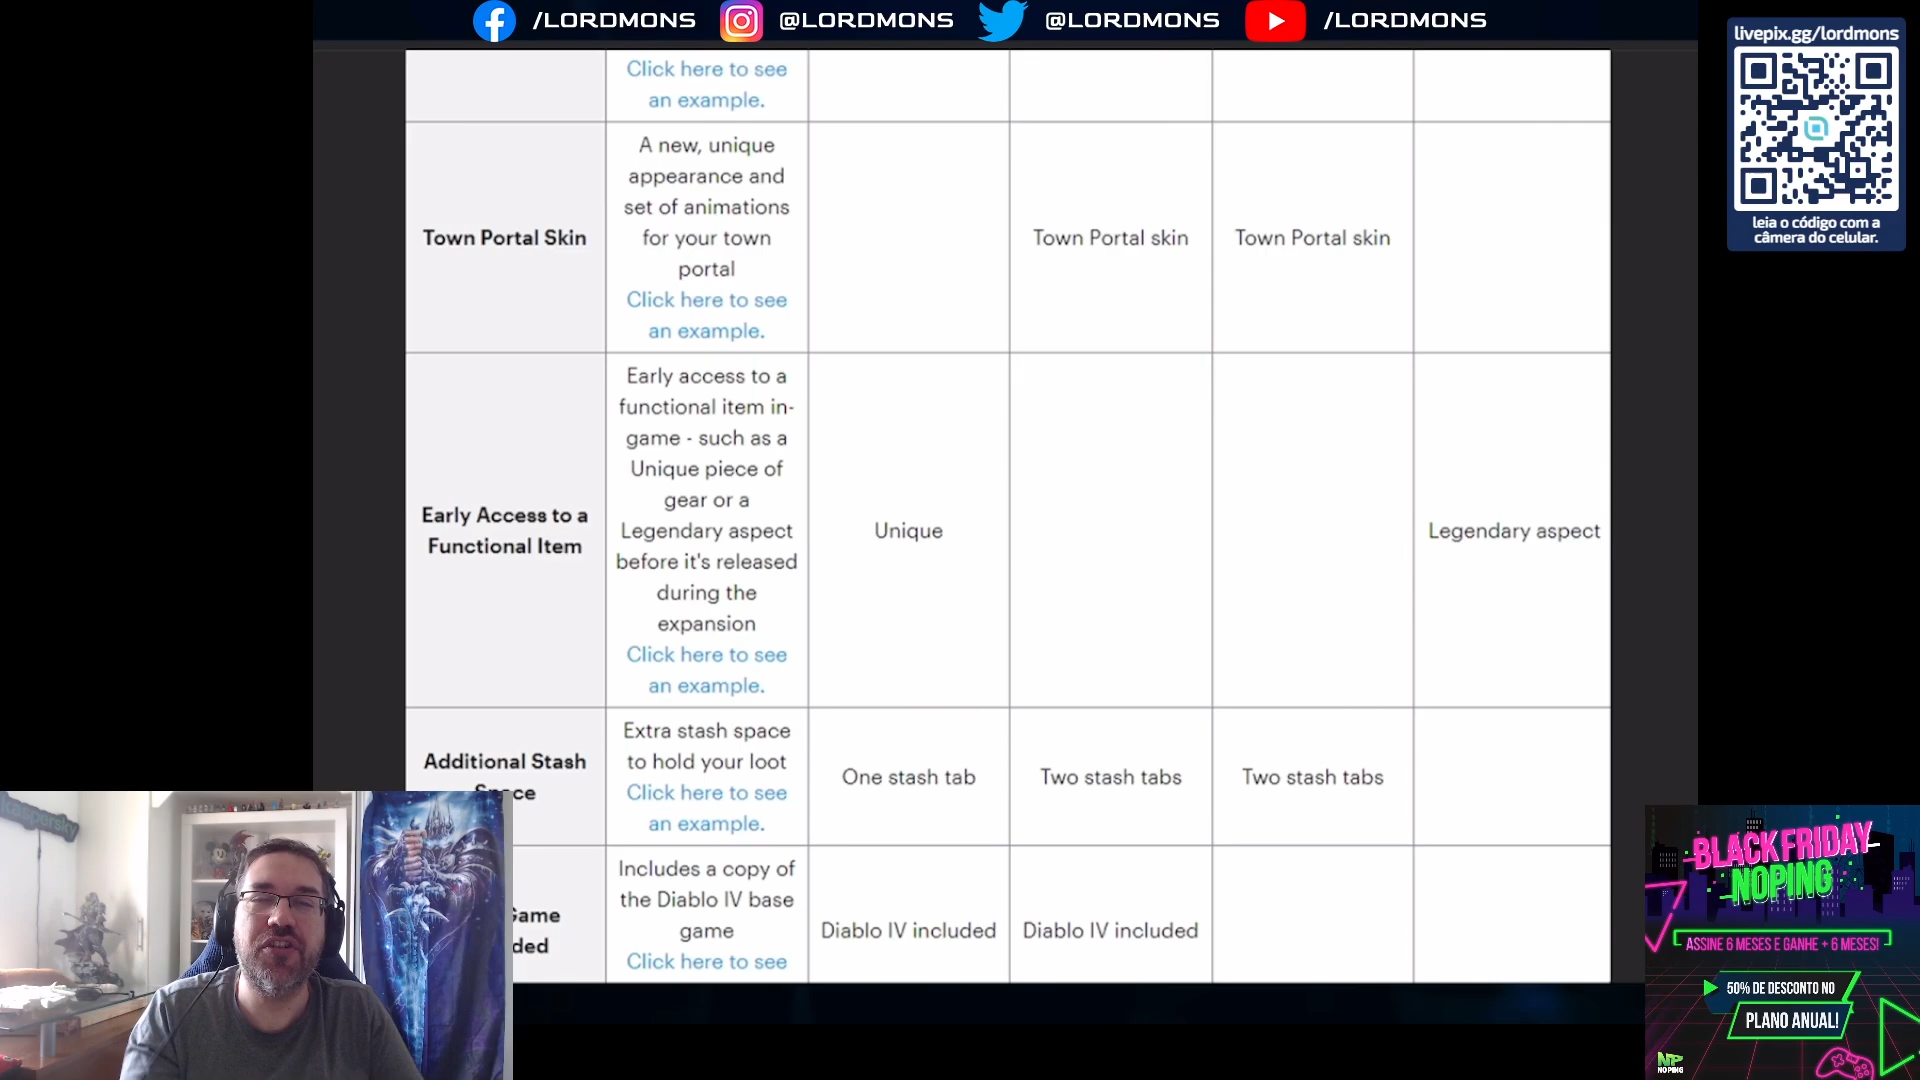 /LORDMONS @LORDMONS @LORDMONS /LORDMONS
livepix.gg/lordmons
leia o código com a
câmera do celular.
Click here to see
an example.
Town Portal Skin
A new, unique
appearance and
set of animations
for your town
portal
Click here to see
an example.
Town Portal skin
Town Portal skin
Early Access to a
Functional Item
Early access to a
functional item in-
game - such as a
Unique piece of
gear or a
Legendary aspect
before it's released
during the
expansion
Click here to see
an example.
Unique
Legendary aspect
Additional Stash
Space
Extra stash space
to hold your loot
Click here to see
an example.
One stash tab
Two stash tabs
Two stash tabs
Game
ded
Includes a copy of
the Diablo IV base
game
Click here to see
Diablo IV included
Diablo IV included
kaspersky
BLACK FRIDAY
NOPING
ASSINE 6 MESES E GANHE + 6 MESES!
50% DE DESCONTO NO
PLANO ANUAL!
NP
NOPING